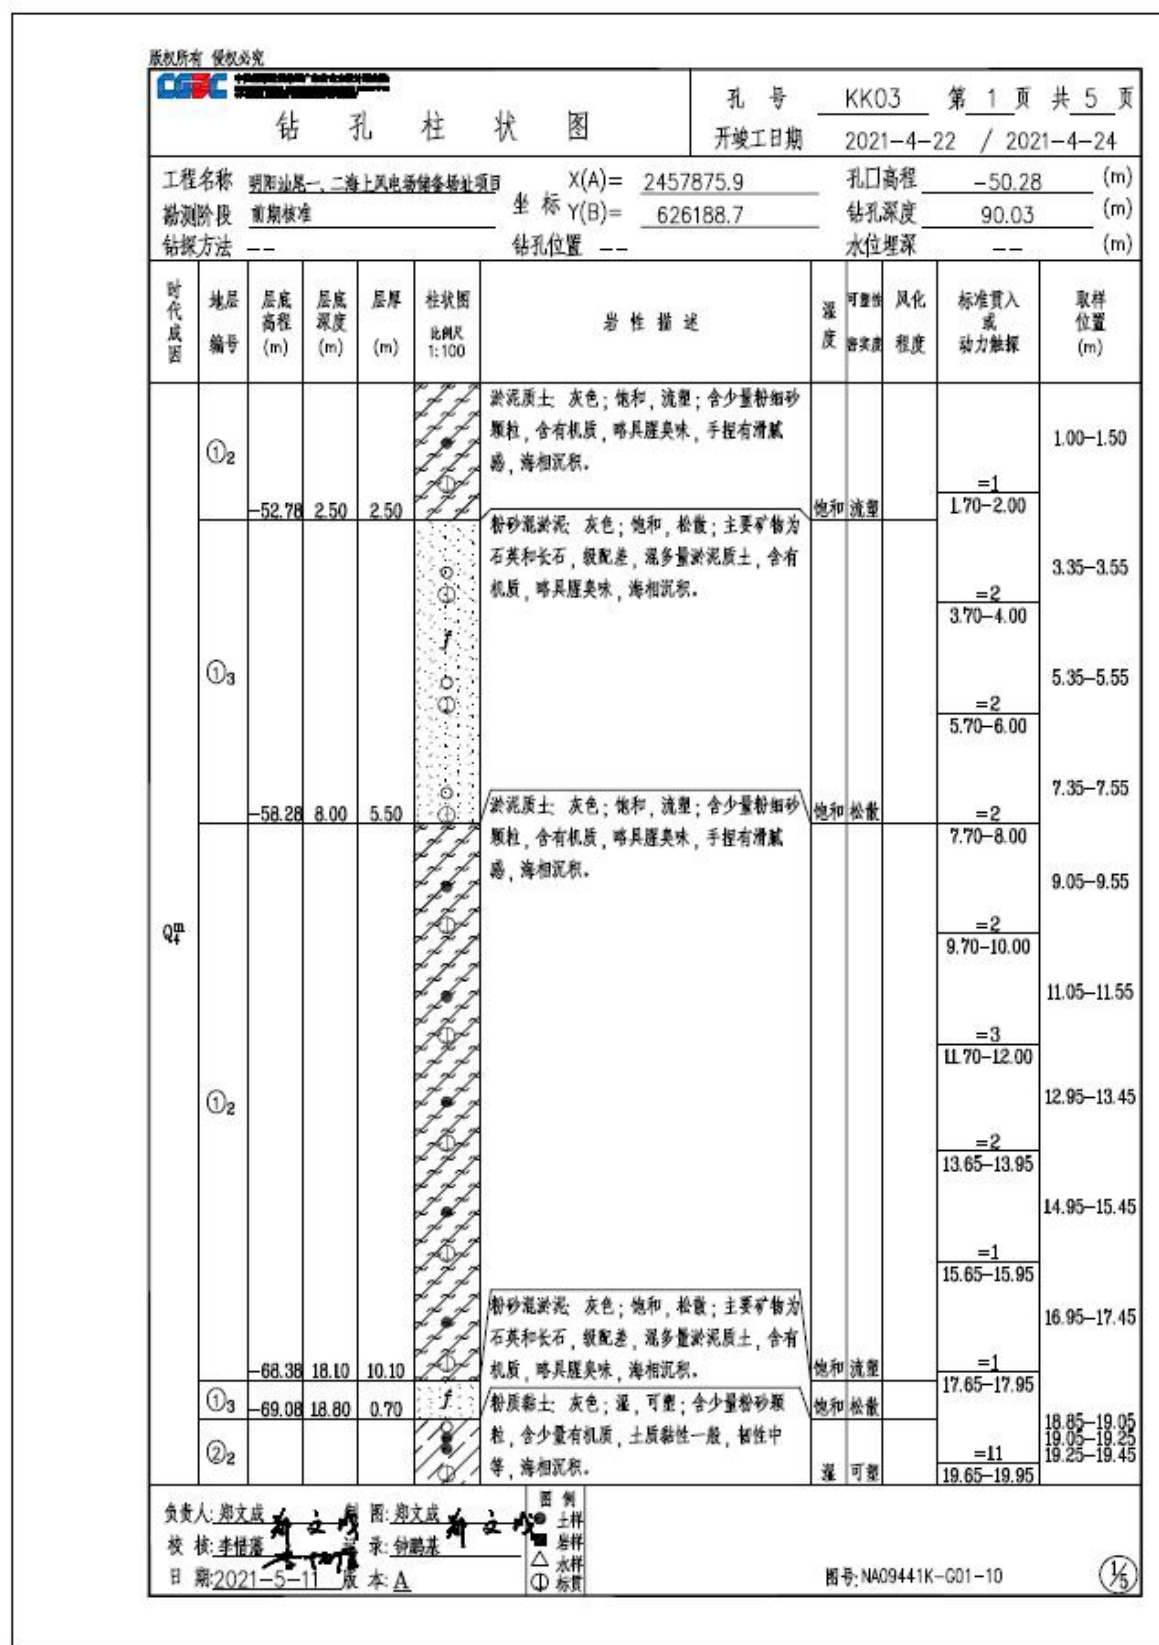 版权所有 侵权必究
钻孔柱状图
孔号 KK03 第 1 页 共 5 页
开竣工日期 2021-4-22 / 2021-4-24
工程名称 明阳汕尾一、二海上风电场储备场址项目
勘测阶段 前期核准
钻探方法 --
坐标 X(A)= 2457875.9
Y(B)= 626188.7
钻孔位置 --
孔口高程 -50.28 (m)
钻孔深度 90.03 (m)
水位埋深 -- (m)
时代成因
地层编号
层底高程(m)
层底深度(m)
层厚(m)
柱状图 比例尺 1:100
岩性描述
湿度
可塑性 密实度
风化程度
标准贯入或动力触探
取样位置(m)
Q₄ᵐ
①₂
-52.78 2.50 2.50
淤泥质土: 灰色; 饱和, 流塑; 含少量粉细砂
颗粒, 含有机质, 略具腥臭味, 手捏有滑腻
感, 海相沉积.
饱和 流塑
=1
1.70-2.00
1.00-1.50
①₃
-58.28 8.00 5.50
粉砂混淤泥: 灰色; 饱和, 松散; 主要矿物为
石英和长石, 级配差, 混多量淤泥质土, 含有
机质, 略具腥臭味, 海相沉积.
f
饱和 松散
=2
3.70-4.00
=2
5.70-6.00
=2
7.70-8.00
3.35-3.55
5.35-5.55
7.35-7.55
①₂
-68.38 18.10 10.10
淤泥质土: 灰色; 饱和, 流塑; 含少量粉细砂
颗粒, 含有机质, 略具腥臭味, 手捏有滑腻
感, 海相沉积.
饱和 流塑
=2
9.70-10.00
=3
11.70-12.00
=2
13.65-13.95
=1
15.65-15.95
=1
17.65-17.95
9.05-9.55
11.05-11.55
12.95-13.45
14.95-15.45
16.95-17.45
①₃
-69.08 18.80 0.70
粉砂混淤泥: 灰色; 饱和, 松散; 主要矿物为
石英和长石, 级配差, 混多量淤泥质土, 含有
机质, 略具腥臭味, 海相沉积.
f
饱和 松散
②₂
粉质黏土: 灰色; 湿, 可塑; 含少量粉砂颗
粒, 含少量有机质, 土质黏性一般, 韧性中
等, 海相沉积.
湿 可塑
=11
19.65-19.95
18.85-19.05
19.05-19.25
19.25-19.45
负责人: 郑文成 图: 郑文成
校核: 李惜藩 录: 钟鹏基
日期: 2021-5-11 版本: A
图例
土样
岩样
水样
标贯
图号: NA09441K-G01-10
1/5